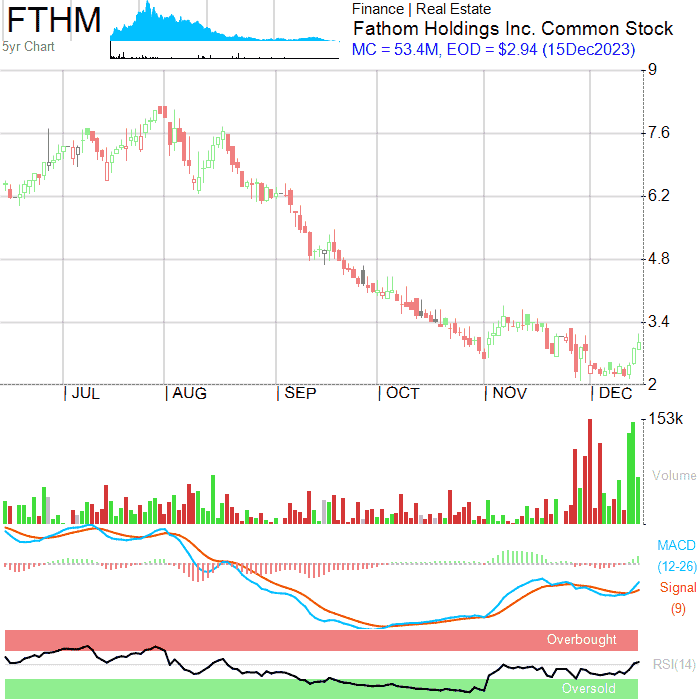 FTHM
5yr Chart
Finance | Real Estate
Fathom Holdings Inc. Common Stock
MC = 53.4M, EOD = $2.94 (15Dec2023)
9
7.6
6.2
4.8
3.4
2
| JUL | AUG | SEP | OCT | NOV | DEC
153k
Volume
MACD
(12-26)
Signal
(9)
Overbought
RSI(14)
Oversold